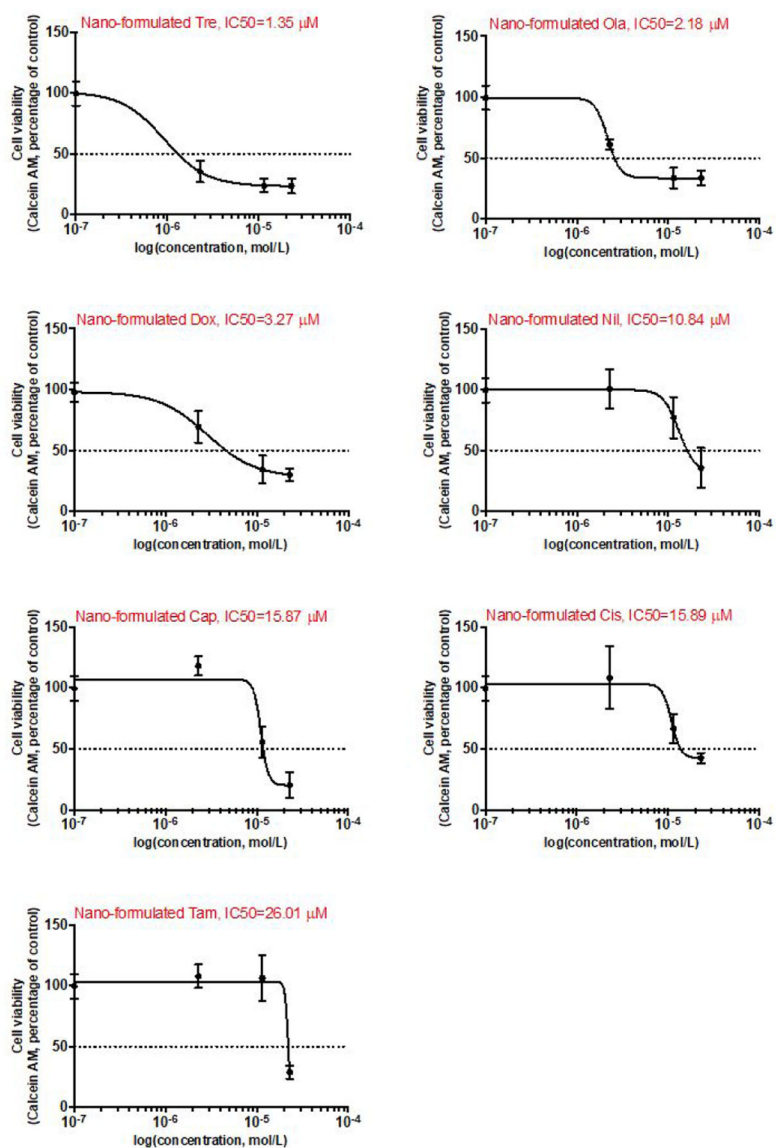 Nano-formulated Tre, IC50=1.35 μM
Cell viability
(Calcein AM, percentage of control)
150
100
50
0
10-7
10-6
10-5
10-4
log(concentration, mol/L)
Nano-formulated Ola, IC50=2.18 μM
Cell viability
(Calcein AM, percentage of control)
150
100
50
0
10-7
10-6
10-5
10-4
log(concentration, mol/L)
Nano-formulated Dox, IC50=3.27 μM
Cell viability
(Calcein AM, percentage of control)
150
100
50
0
10-7
10-6
10-5
10-4
log(concentration, mol/L)
Nano-formulated Nil, IC50=10.84 μM
Cell viability
(Calcein AM, percentage of control)
150
100
50
0
10-7
10-6
10-5
10-4
log(concentration, mol/L)
Nano-formulated Cap, IC50=15.87 μM
Cell viability
(Calcein AM, percentage of control)
150
100
50
0
10-7
10-6
10-5
10-4
log(concentration, mol/L)
Nano-formulated Cis, IC50=15.89 μM
Cell viability
(Calcein AM, percentage of control)
150
100
50
0
10-7
10-6
10-5
10-4
log(concentration, mol/L)
Nano-formulated Tam, IC50=26.01 μM
Cell viability
(Calcein AM, percentage of control)
150
100
50
0
10-7
10-6
10-5
10-4
log(concentration, mol/L)